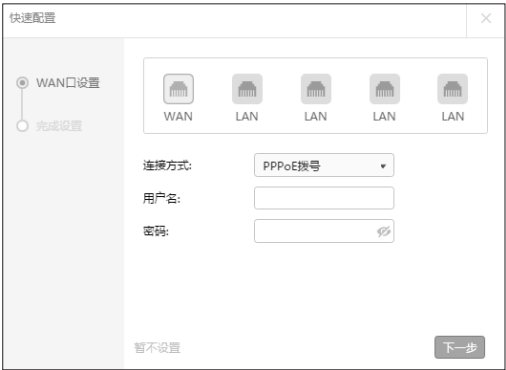 快速配置
WAN口设置
完成设置
WAN LAN LAN LAN LAN
连接方式: PPPoE拨号
用户名:
密码:
暂不设置 下一步